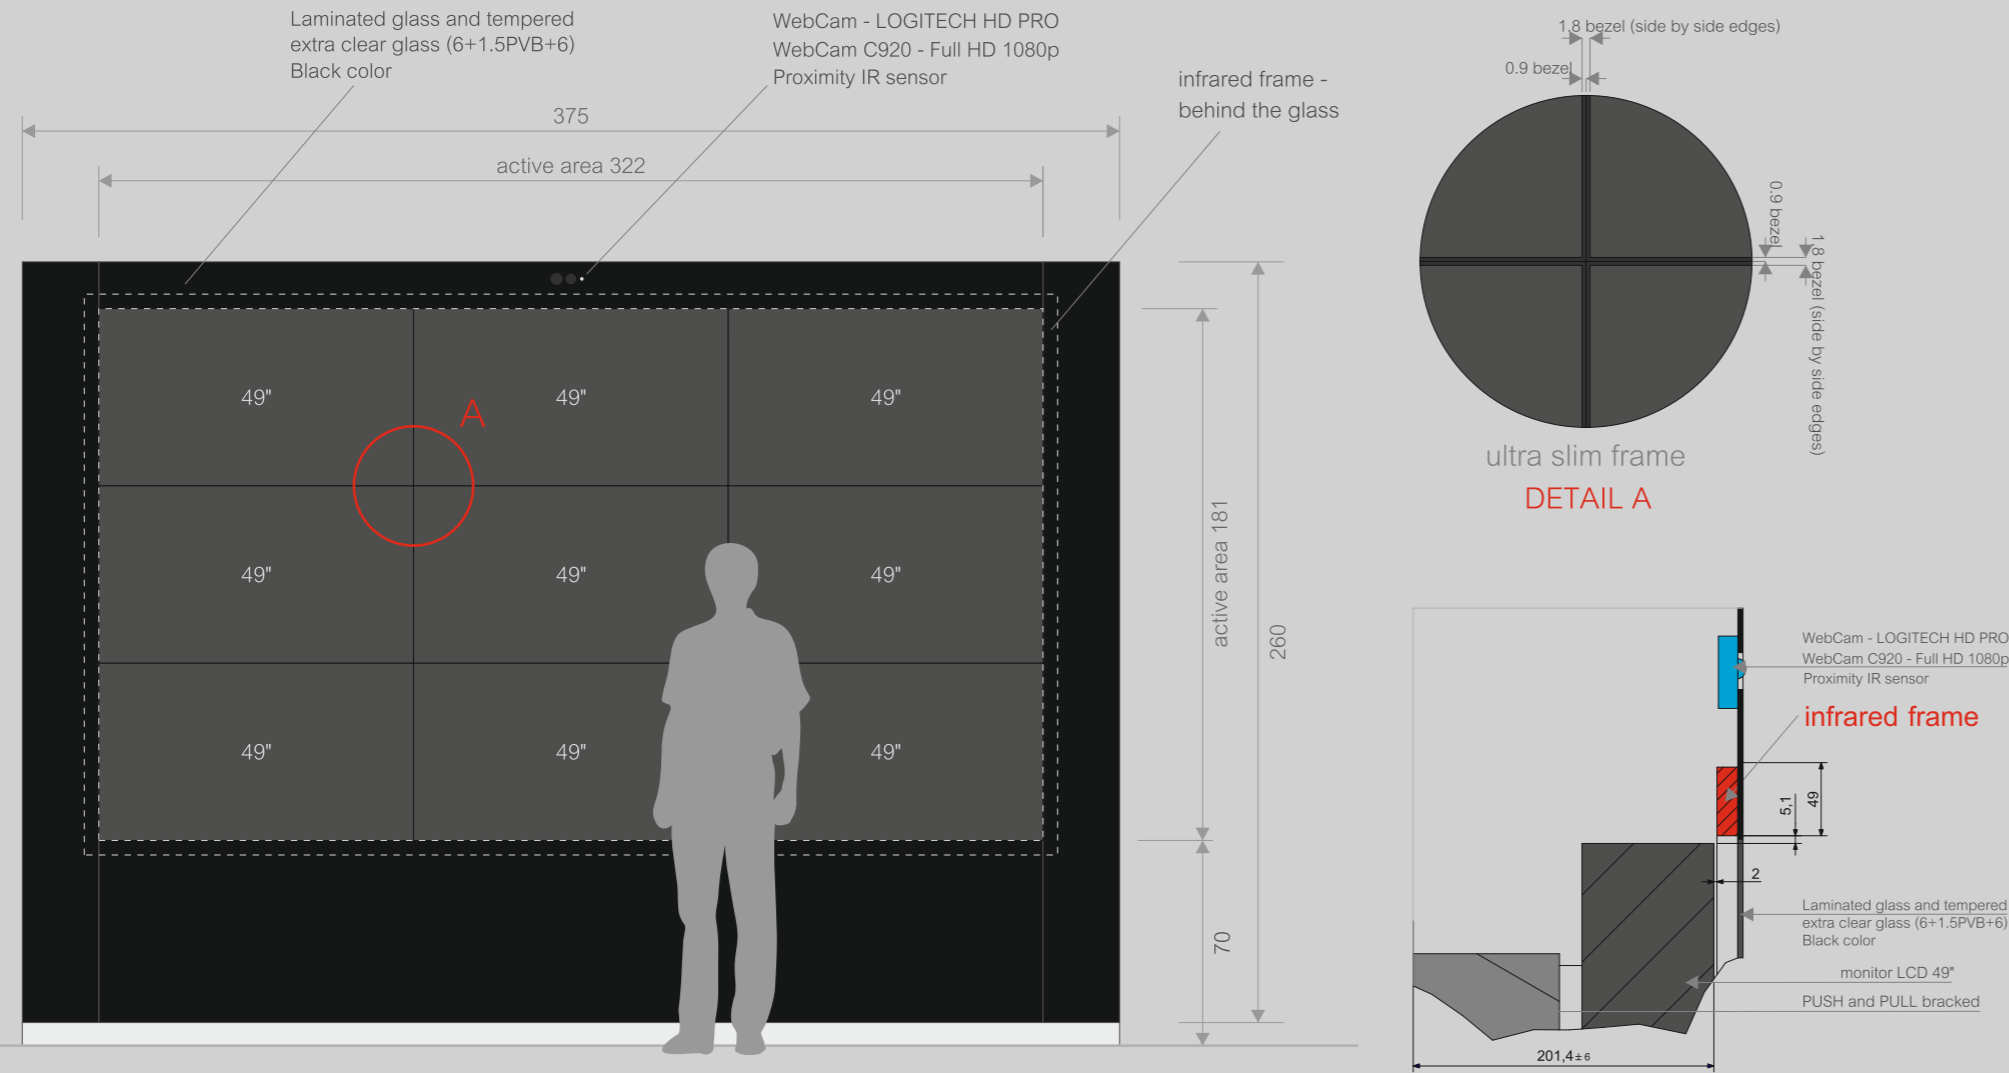 Laminated glass and tempered
extra clear glass (6+1.5PVB+6)
Black color
WebCam - LOGITECH HD PRO
WebCam C920 - Full HD 1080p
Proximity IR sensor
infrared frame -
behind the glass
375
active area 322
49"
49"
49"
A
49"
49"
49"
49"
49"
49"
active area 181
260
70
1.8 bezel (side by side edges)
0.9 bezel
0.9 bezel
1.8 bezel (side by side edges)
ultra slim frame
DETAIL A
WebCam - LOGITECH HD PRO
WebCam C920 - Full HD 1080p
Proximity IR sensor
infrared frame
5,1
49
2
Laminated glass and tempered
extra clear glass (6+1.5PVB+6)
Black color
monitor LCD 49"
PUSH and PULL bracked
201,4±6